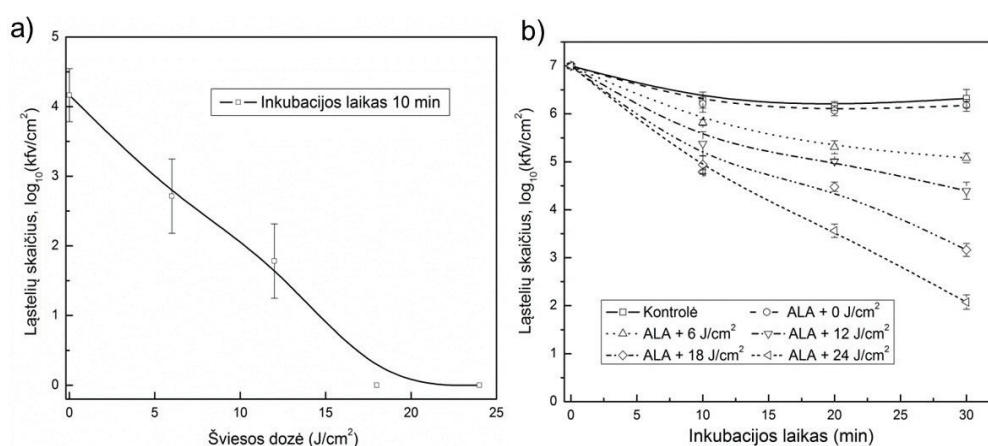 a)
Ląstelių skaičius, log₁₀(kfv/cm²)
5
4
3
2
1
0
Inkubacijos laikas 10 min
0 5 10 15 20 25
Šviesos dozė (J/cm²)
b)
Ląstelių skaičius, log₁₀(kfv/cm²)
7
6
5
4
3
2
1
0
Kontrolė ALA + 0 J/cm²
ALA + 6 J/cm² ALA + 12 J/cm²
ALA + 18 J/cm² ALA + 24 J/cm²
0 5 10 15 20 25 30
Inkubacijos laikas (min)